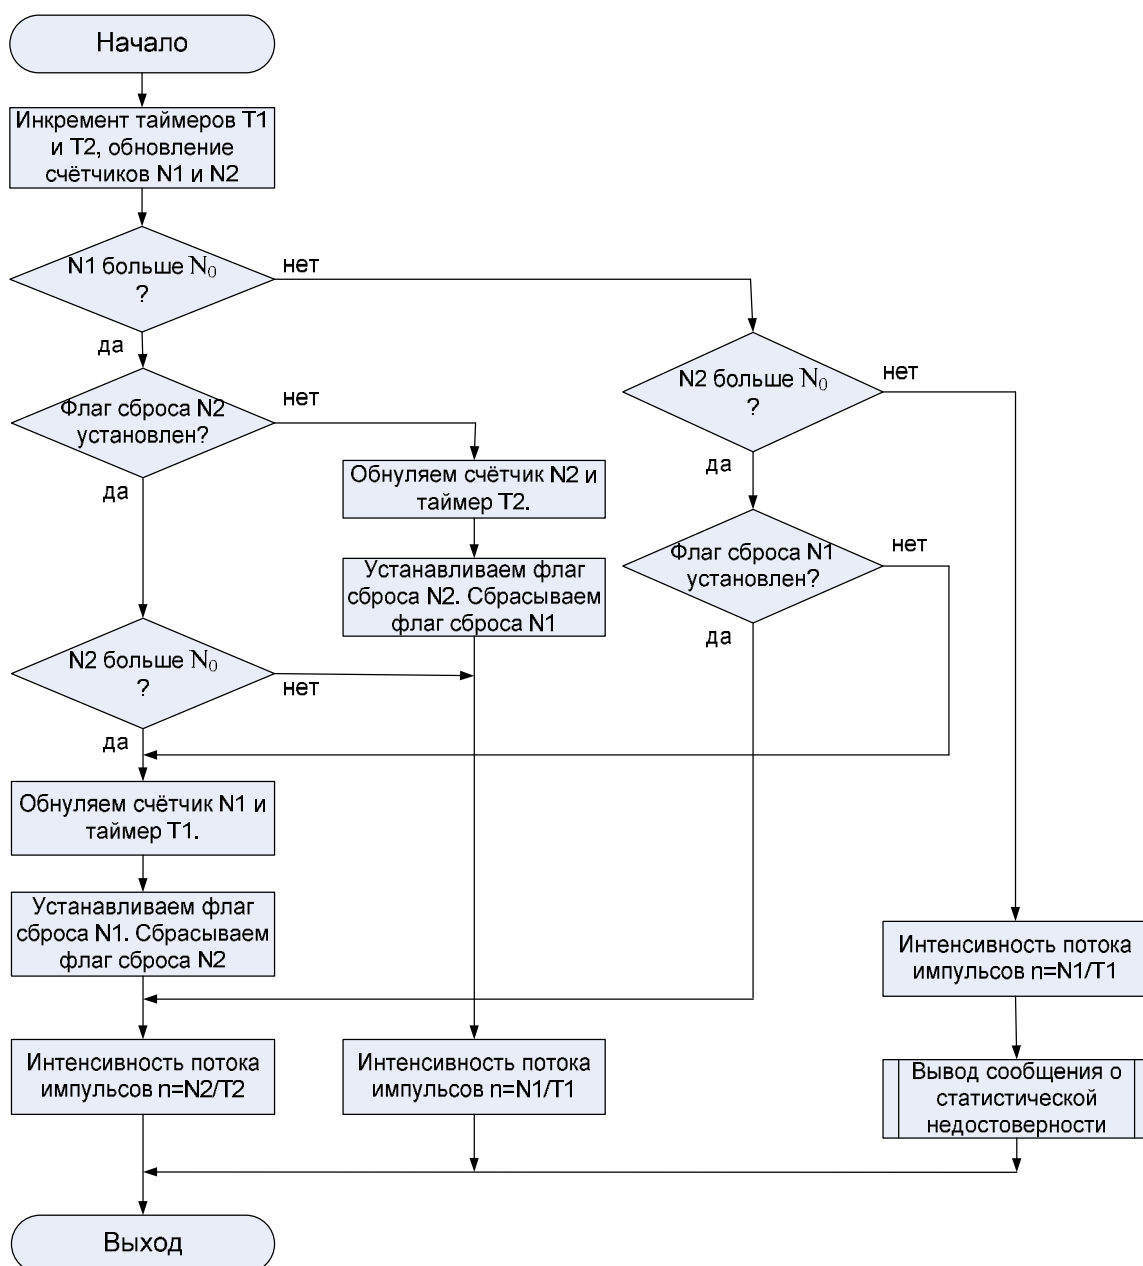 Начало
Инкремент таймеров T1
и T2, обновление
счётчиков N1 и N2
N1 больше N₀
?
нет
да
N2 больше N₀
?
нет
да
Флаг сброса N2
установлен?
нет
да
Обнуляем счётчик N2 и
таймер T2.
Флаг сброса N1
установлен?
нет
да
Устанавливаем флаг
сброса N2. Сбрасываем
флаг сброса N1
N2 больше N₀
?
нет
да
Обнуляем счётчик N1 и
таймер T1.
Устанавливаем флаг
сброса N1. Сбрасываем
флаг сброса N2
Интенсивность потока
импульсов n=N1/T1
Интенсивность потока
импульсов n=N2/T2
Интенсивность потока
импульсов n=N1/T1
Вывод сообщения о
статистической
недостоверности
Выход